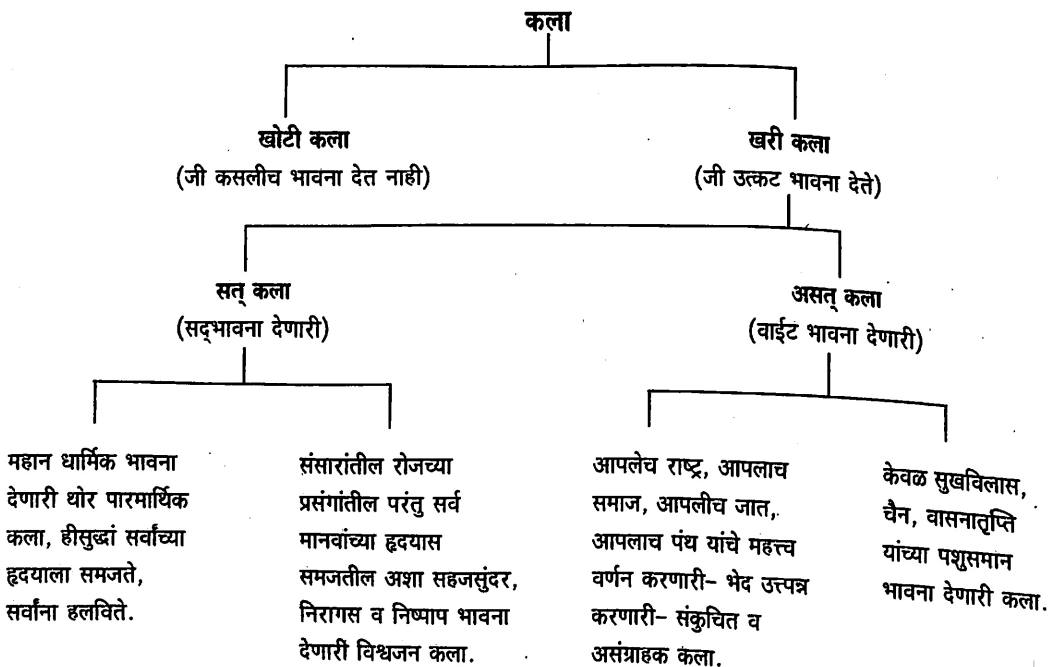 कला
खोटी कला
(जी कसलीच भावना देत नाही)
खरी कला
(जी उत्कट भावना देते)
सत् कला
(सद्‌भावना देणारी)
असत् कला
(वाईट भावना देणारी)
महान धार्मिक भावना
देणारी थोर पारमार्थिक
कला, हीसुद्धां सर्वांच्या
हृदयाला समजते,
सर्वांना हलविते.
संसारांतील रोजच्या
प्रसंगांतील परंतु सर्व
मानवांच्या हृदयास
समजतील अशा सहजसुंदर,
निरागस व निष्पाप भावना
देणारी विश्वजन कला.
आपलेच राष्ट्र, आपलाच
समाज, आपलीच जात,
आपलाच पंथ यांचे महत्त्व
वर्णन करणारी- भेद उत्त्पन्न
करणारी- संकुचित व
असंग्राहक कला.
केवळ सुखविलास,
चैन, वासनातृप्ति
यांच्या पशुसमान
भावना देणारी कला.